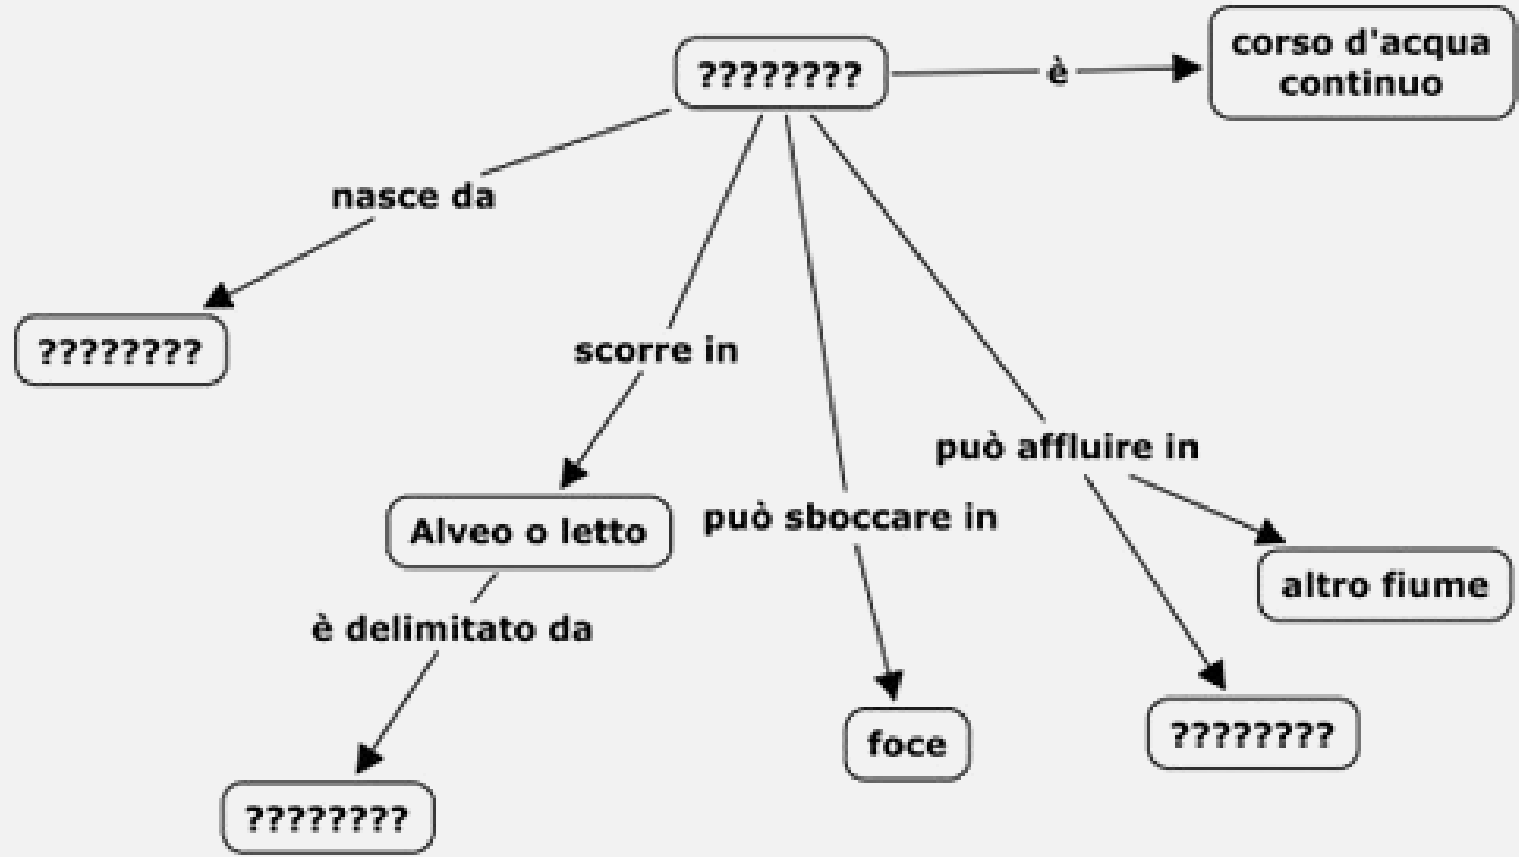 corso d'acqua
continuo
????????
è
nasce da
????????
scorre in
può affluire in
Alveo o letto
può sboccare in
altro fiume
è delimitato da
foce
????????
????????